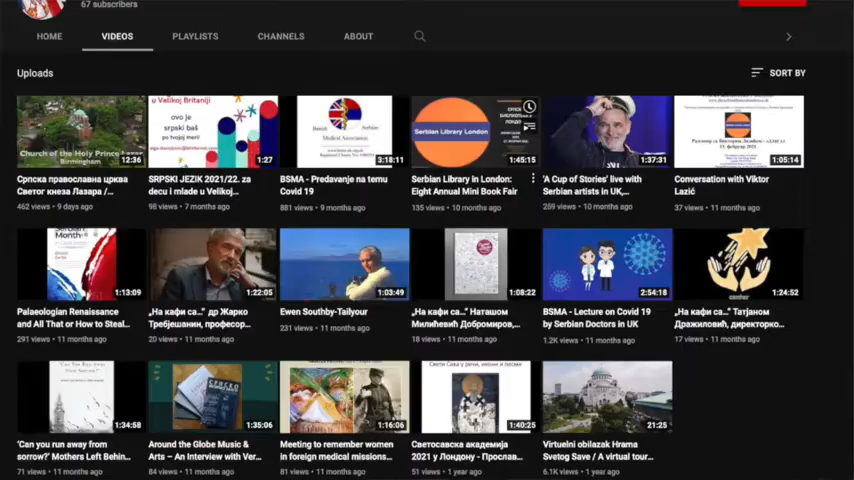 67 subscribers
HOME VIDEOS PLAYLISTS CHANNELS ABOUT
Uploads SORT BY
Church of the Holy Prince
Birmingham
12:36
u Velikoj Britaniji
ovo je
srpski baš
po tvojoj meri!
1:27
British Serbian
Medical Association
3:18:11
Serbian Library London
1:45:15
1:37:31
1:05:14
Српска православна црква
Светог кнеза Лазара /...
462 views • 9 days ago
SRPSKI JEZIK 2021/22. za
decu i mlade u Velikoj...
98 views • 7 months ago
BSMA - Predavanje na temu
Covid 19
881 views • 9 months ago
Serbian Library in London:
Eight Annual Mini Book Fair
135 views • 10 months ago
'A Cup of Stories' live with
Serbian artists in UK,...
259 views • 10 months ago
Conversation with Viktor
Lazić
37 views • 11 months ago
Serbian
Month
1:13:09
1:22:05
1:03:49
1:08:22
2:54:18
center
1:24:52
Palaeologian Renaissance
and All That or How to Steal...
291 views • 11 months ago
„На кафи са...“ др Жарко
Требјешанин, професор...
20 views • 11 months ago
Ewen Southby-Tailyour
231 views • 11 months ago
„На кафи са...“ Наташом
Милићевић Добромиров,...
18 views • 11 months ago
BSMA - Lecture on Covid 19
by Serbian Doctors in UK
1.2K views • 11 months ago
„На кафи са...“ Татјаном
Дражиловић, директорко...
17 views • 11 months ago
1:34:58
СРПСКО
1:35:06
1:16:06
Свети Сава у речи, икони и песми
1:40:25
21:25
'Can you run away from
sorrow?' Mothers Left Behin...
71 views • 11 months ago
Around the Globe Music &
Arts – An Interview with Ver...
84 views • 11 months ago
Meeting to remember women
in foreign medical missions...
81 views • 11 months ago
Светосавска академија
2021 у Лондону - Прослав...
51 views • 1 year ago
Virtuelni obilazak Hrama
Svetog Save / A virtual tour...
6.1K views • 1 year ago